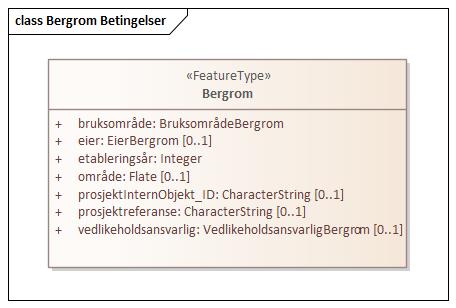 class Bergrom Betingelser
«FeatureType»
Bergrom
+ bruksområde: BruksområdeBergrom
+ eier: EierBergrom [0..1]
+ etableringsår: Integer
+ område: Flate [0..1]
+ prosjektInternObjekt_ID: CharacterString [0..1]
+ prosjektreferanse: CharacterString [0..1]
+ vedlikeholdsansvarlig: VedlikeholdsansvarligBergrom [0..1]